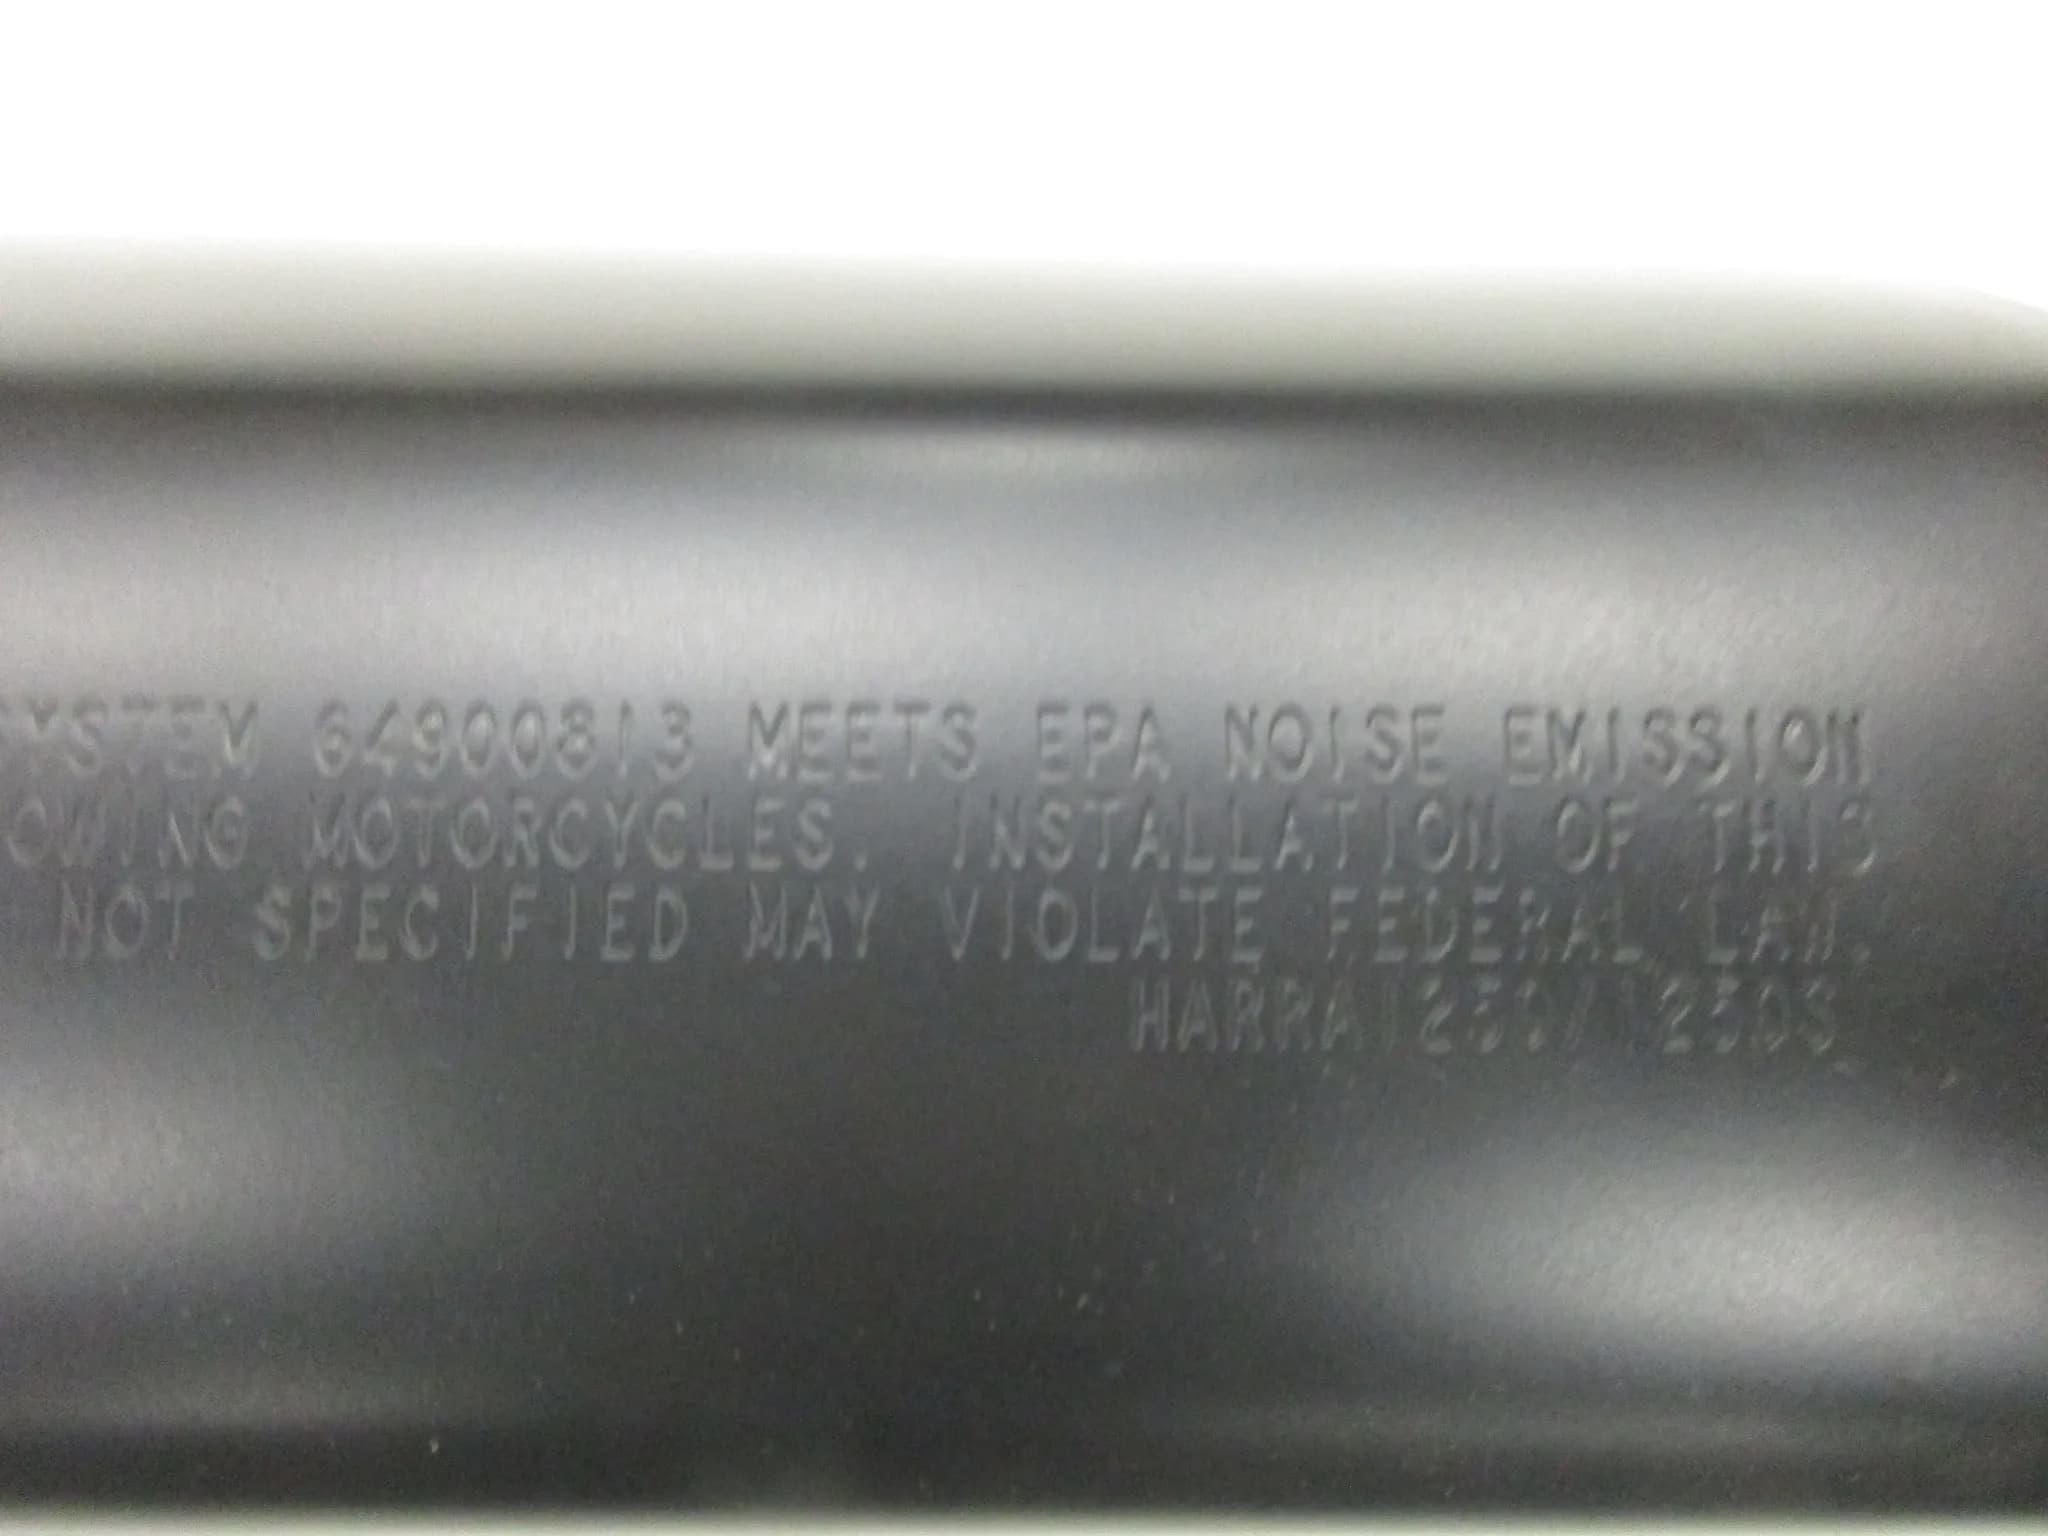 YSTEM 64900813 MEETS EPA NOISE EMISSION
OWING MOTORCYCLES. INSTALLATION OF THIS
NOT SPECIFIED MAY VIOLATE FEDERAL LAW.
HARRA1250/1250S